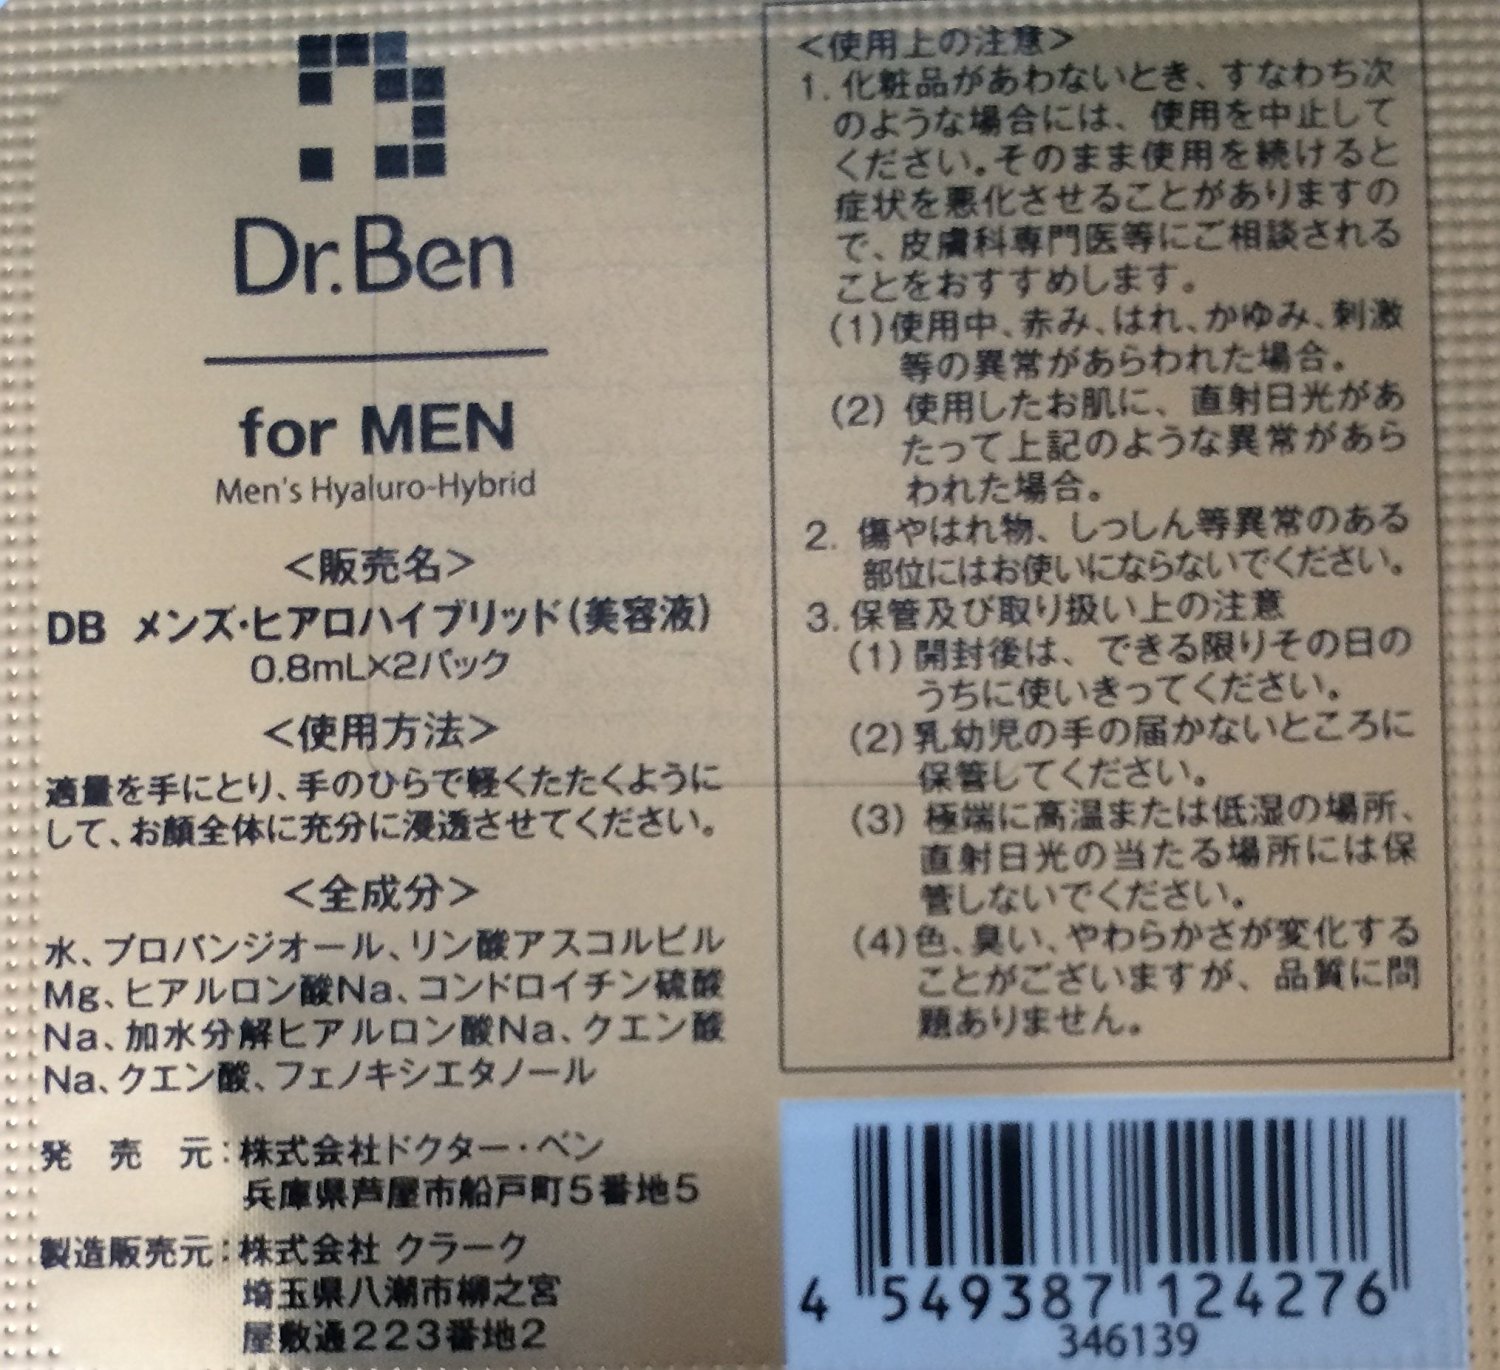 Dr.Ben
for MEN
Men's Hyaluro-Hybrid
＜販売名＞
DB メンズ・ヒアロハイブリッド(美容液)
0.8mL×2パック
＜使用方法＞
適量を手にとり、手のひらで軽くたたくように
して、お顔全体に充分に浸透させてください。
＜全成分＞
水、プロパンジオール、リン酸アスコルビル
Mg、ヒアルロン酸Na、コンドロイチン硫酸
Na、加水分解ヒアルロン酸Na、クエン酸
Na、クエン酸、フェノキシエタノール
発売元：株式会社ドクター・ベン
兵庫県芦屋市船戸町5番地5
製造販売元：株式会社 クラーク
埼玉県八潮市柳之宮
屋敷通223番地2
＜使用上の注意＞
1. 化粧品があわないとき、すなわち次
のような場合には、使用を中止して
ください。そのまま使用を続けると
症状を悪化させることがありますの
で、皮膚科専門医等にご相談される
ことをおすすめします。
(1)使用中、赤み、はれ、かゆみ、刺激
等の異常があらわれた場合。
(2) 使用したお肌に、直射日光があ
たって上記のような異常があら
われた場合。
2. 傷やはれ物、しっしん等異常のある
部位にはお使いにならないでください。
3. 保管及び取り扱い上の注意
(1) 開封後は、できる限りその日の
うちに使いきってください。
(2) 乳幼児の手の届かないところに
保管してください。
(3) 極端に高温または低湿の場所、
直射日光の当たる場所には保
管しないでください。
(4)色、臭い、やわらかさが変化する
ことがございますが、品質に問
題ありません。
4 549387 124276
346139